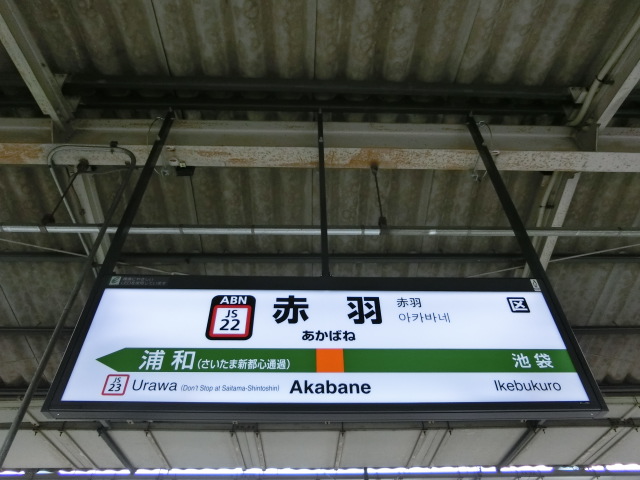 ABN
JS
22
赤羽
赤羽
아카바네
区
あかばね
浦和(さいたま新都心通過)
池袋
JS
23
Urawa (Don't Stop at Saitama-Shintoshin)
Akabane
Ikebukuro